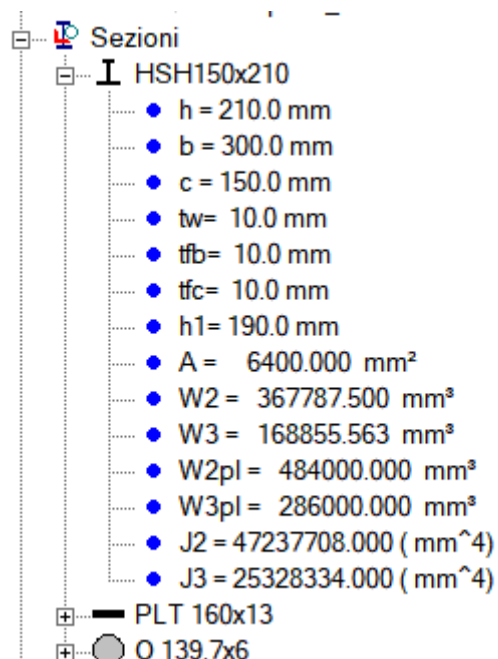 Sezioni
HSH150x210
h = 210.0 mm
b = 300.0 mm
c = 150.0 mm
tw= 10.0 mm
tfb= 10.0 mm
tfc= 10.0 mm
h1= 190.0 mm
A = 6400.000 mm²
W2 = 367787.500 mm³
W3 = 168855.563 mm³
W2pl = 484000.000 mm³
W3pl = 286000.000 mm³
J2 = 47237708.000 ( mm^4)
J3 = 25328334.000 ( mm^4)
PLT 160x13
O 139.7x6